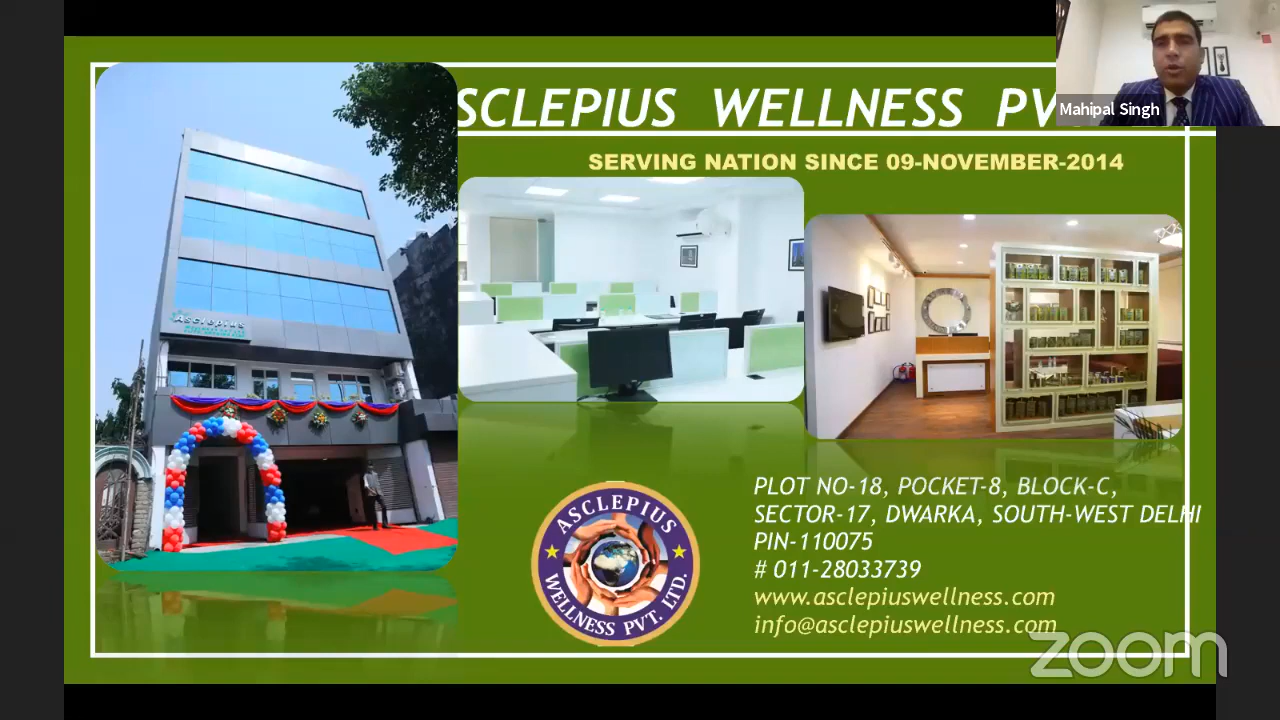 SCLEPIUS WELLNESS PV
Mahipal Singh
SERVING NATION SINCE 09-NOVEMBER-2014
Asclepius
ASCLEPIUS
WELLNESS PVT. LTD.
PLOT NO-18, POCKET-8, BLOCK-C,
SECTOR-17, DWARKA, SOUTH-WEST DELHI
PIN-110075
# 011-28033739
www.asclepiuswellness.com
info@asclepiuswellness.com
zoom